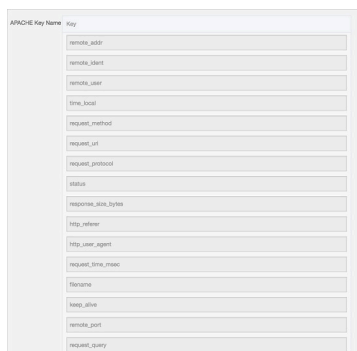 APACHE Key Name
Key
remote_addr
remote_ident
remote_user
time_local
request_method
request_uri
request_protocol
status
response_size_bytes
http_referer
http_user_agent
request_time_msec
filename
keep_alive
remote_port
request_query